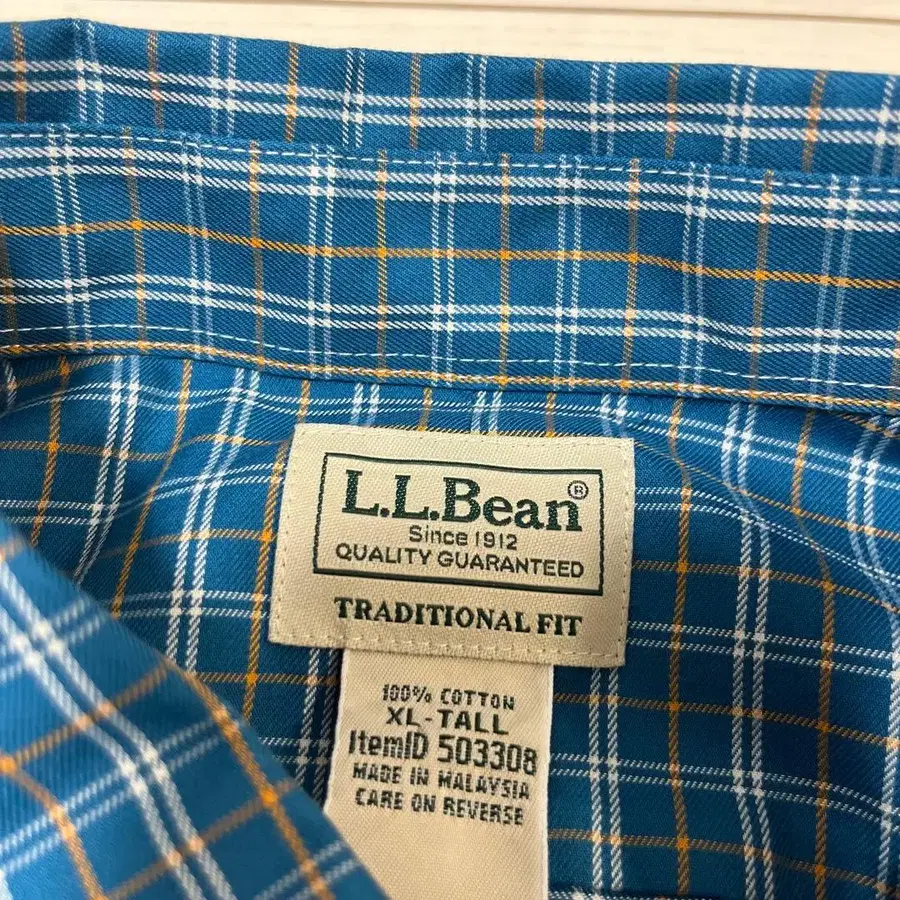 L.L.Bean®
Since 1912
QUALITY GUARANTEED
TRADITIONAL FIT
100% COTTON
XL-TALL
ItemID 503308
MADE IN MALAYSIA
CARE ON REVERSE